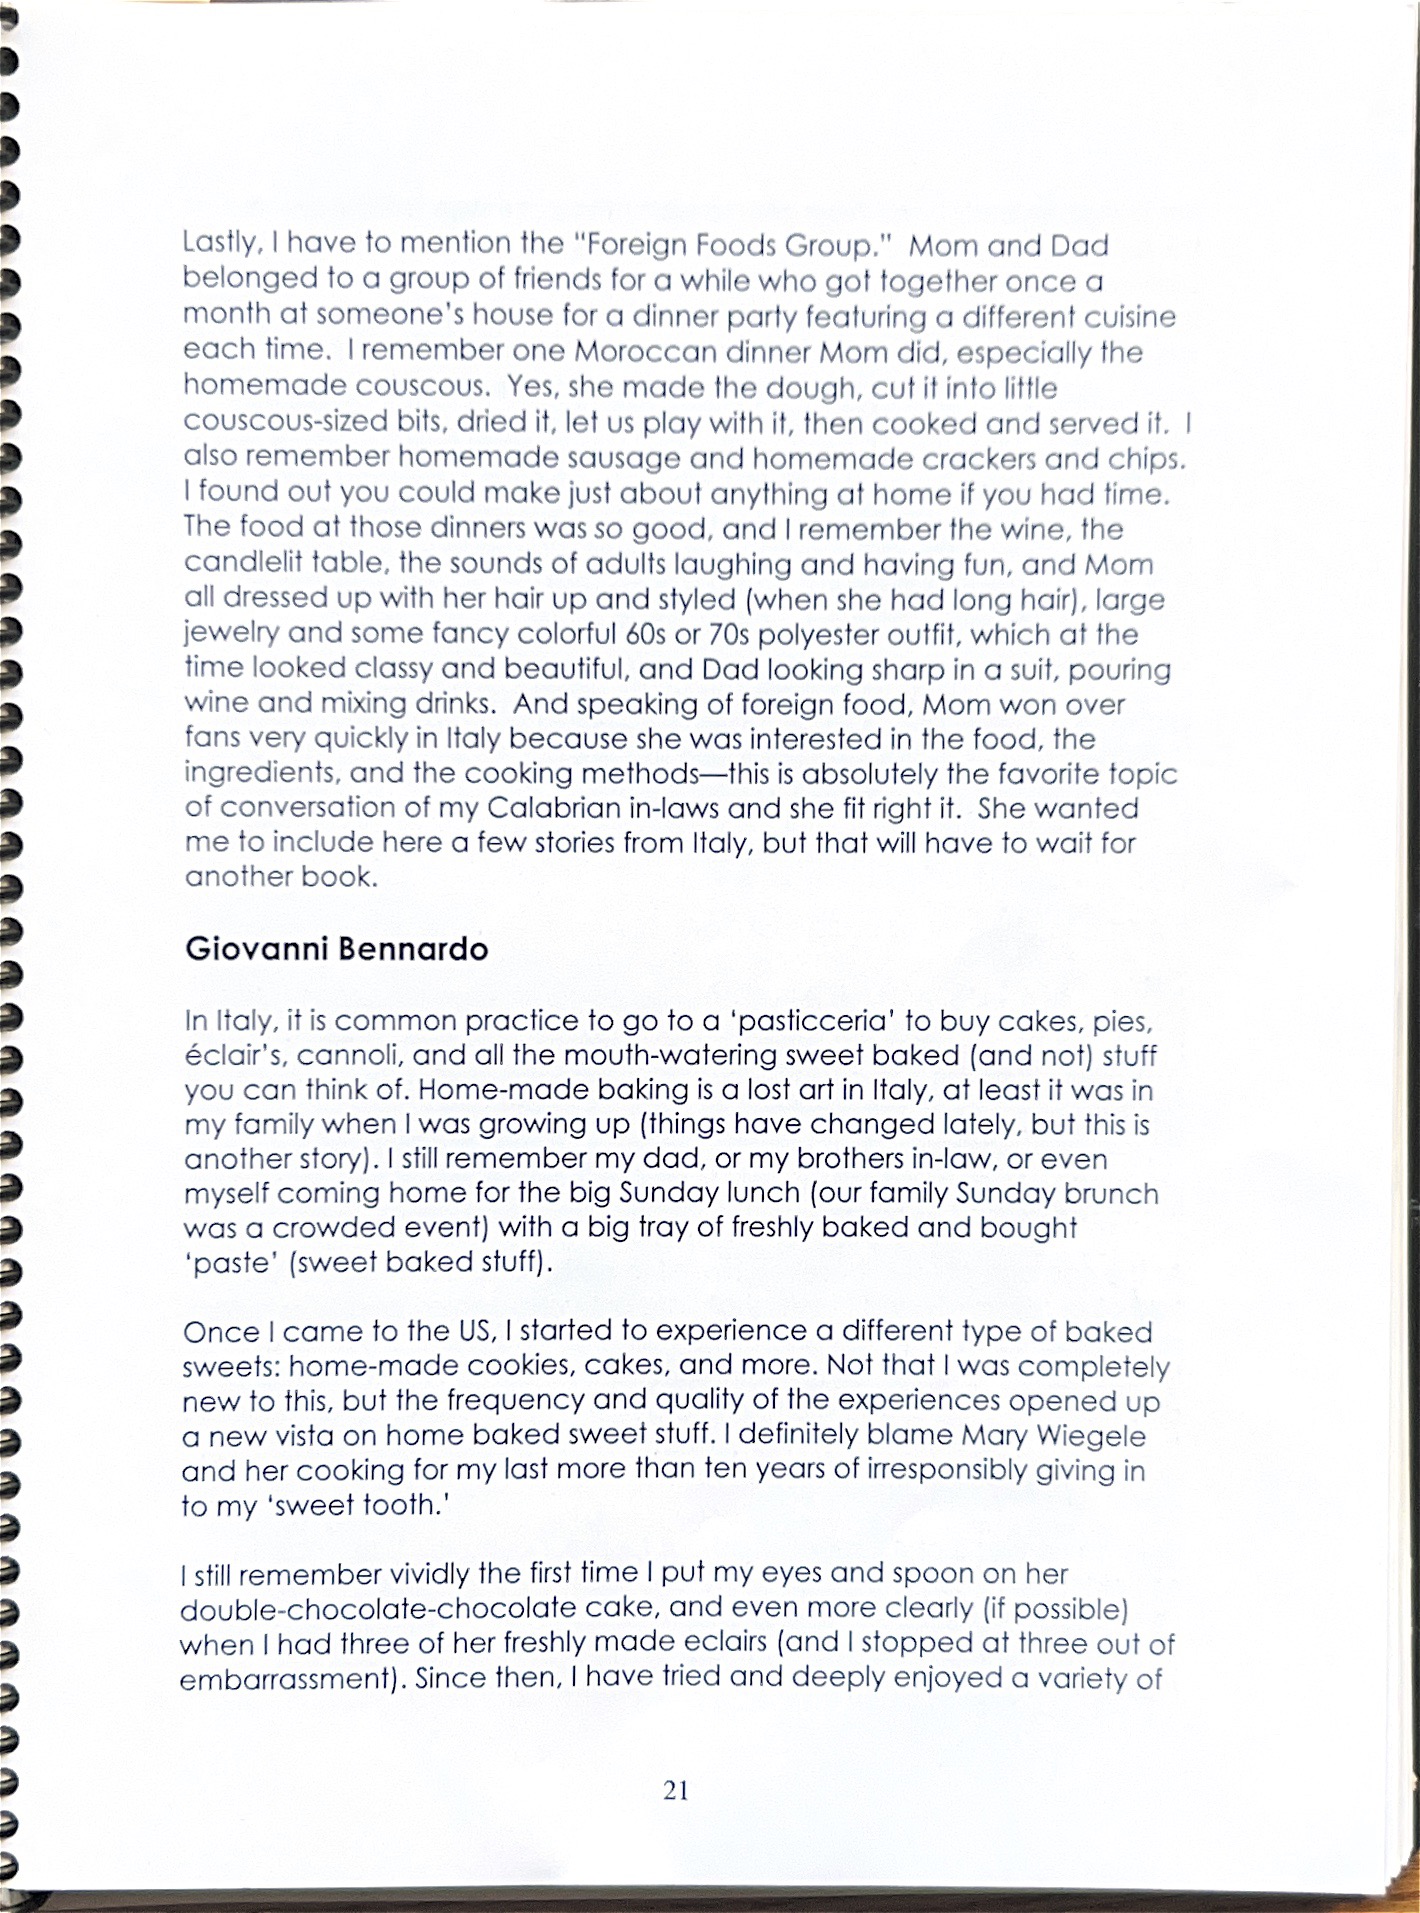 Lastly, I have to mention the "Foreign Foods Group."  Mom and Dad
belonged to a group of friends for a while who got together once a
month at someone's house for a dinner party featuring a different cuisine
each time.  I remember one Moroccan dinner Mom did, especially the
homemade couscous.  Yes, she made the dough, cut it into little
couscous-sized bits, dried it, let us play with it, then cooked and served it.  I
also remember homemade sausage and homemade crackers and chips.
I found out you could make just about anything at home if you had time.
The food at those dinners was so good, and I remember the wine, the
candlelit table, the sounds of adults laughing and having fun, and Mom
all dressed up with her hair up and styled (when she had long hair), large
jewelry and some fancy colorful 60s or 70s polyester outfit, which at the
time looked classy and beautiful, and Dad looking sharp in a suit, pouring
wine and mixing drinks.  And speaking of foreign food, Mom won over
fans very quickly in Italy because she was interested in the food, the
ingredients, and the cooking methods—this is absolutely the favorite topic
of conversation of my Calabrian in-laws and she fit right it.  She wanted
me to include here a few stories from Italy, but that will have to wait for
another book.
Giovanni Bennardo
In Italy, it is common practice to go to a 'pasticceria' to buy cakes, pies,
éclair's, cannoli, and all the mouth-watering sweet baked (and not) stuff
you can think of. Home-made baking is a lost art in Italy, at least it was in
my family when I was growing up (things have changed lately, but this is
another story). I still remember my dad, or my brothers in-law, or even
myself coming home for the big Sunday lunch (our family Sunday brunch
was a crowded event) with a big tray of freshly baked and bought
'paste' (sweet baked stuff).
Once I came to the US, I started to experience a different type of baked
sweets: home-made cookies, cakes, and more. Not that I was completely
new to this, but the frequency and quality of the experiences opened up
a new vista on home baked sweet stuff. I definitely blame Mary Wiegele
and her cooking for my last more than ten years of irresponsibly giving in
to my 'sweet tooth.'
I still remember vividly the first time I put my eyes and spoon on her
double-chocolate-chocolate cake, and even more clearly (if possible)
when I had three of her freshly made eclairs (and I stopped at three out of
embarrassment). Since then, I have tried and deeply enjoyed a variety of
21